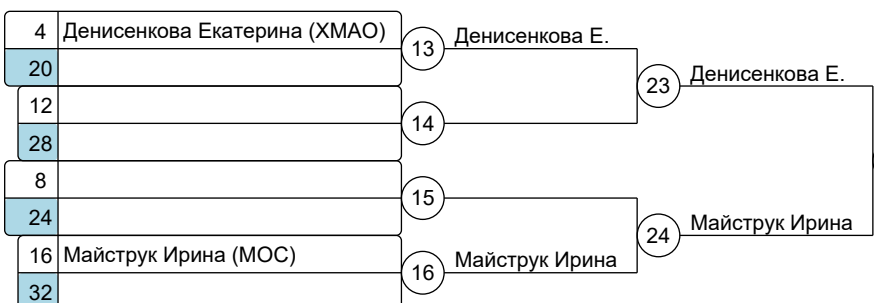 4 Денисенкова Екатерина (ХМАО)
13 Денисенкова Е.
20
23 Денисенкова Е.
12
14
28
8
15
24
24 Майструк Ирина
16 Майструк Ирина (МОС)
16 Майструк Ирина
32